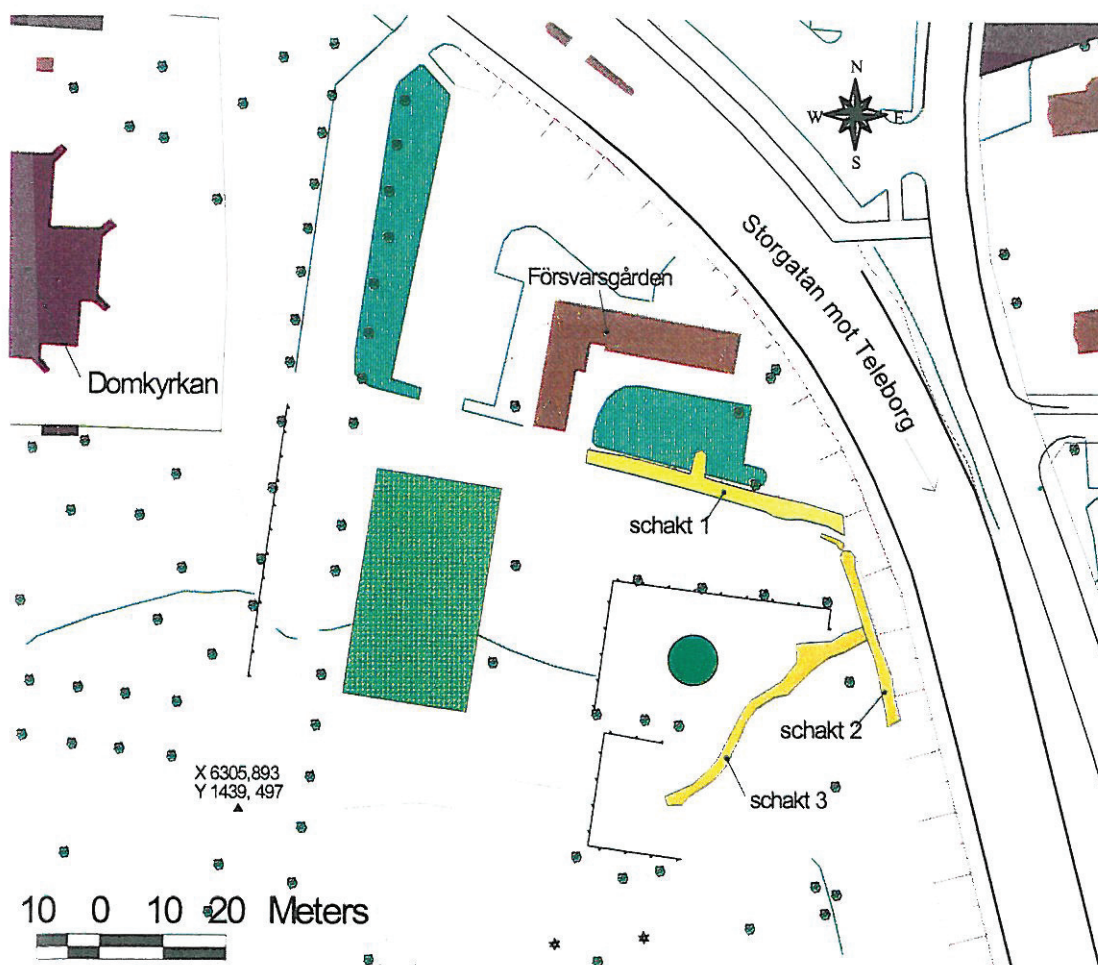 N
W E
S
Storgatan mot Teleborg
Försvarsgården
Domkyrkan
schakt 1
schakt 2
schakt 3
X 6305,893
Y 1439, 497
10 0 10 20 Meters